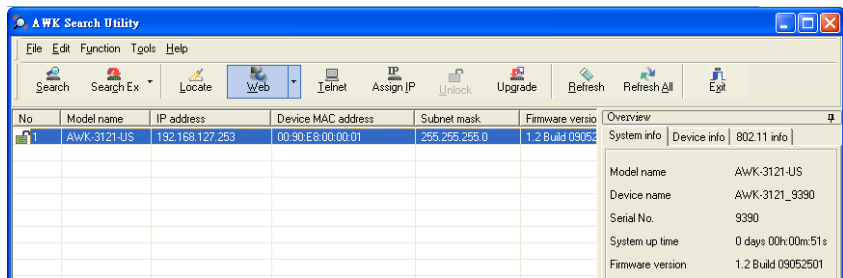 AWK Search Utility
File Edit Function Tools Help
Search Search Ex Locate Web Telnet IP Assign IP Unlock Upgrade Refresh Refresh All Exit
No Model name IP address Device MAC address Subnet mask Firmware versio Overview
1 AWK-3121-US 192.168.127.253 00:90:E8:00:00:01 255.255.255.0 1.2 Build 09052 System info Device info 802.11 info
Model name AWK-3121-US
Device name AWK-3121_9390
Serial No. 9390
System up time 0 days 00h:00m:51s
Firmware version 1.2 Build 09052501